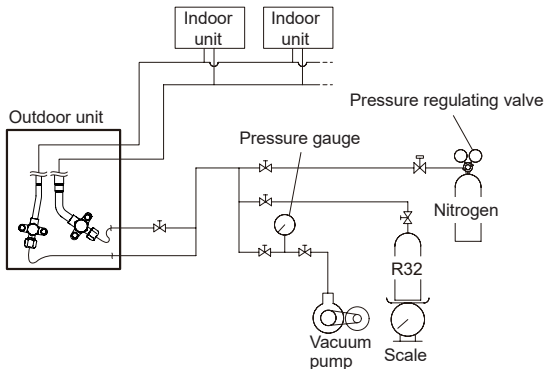 Indoor
unit
Indoor
unit
Outdoor unit
Pressure regulating valve
Pressure gauge
Nitrogen
R32
Vacuum
pump
Scale